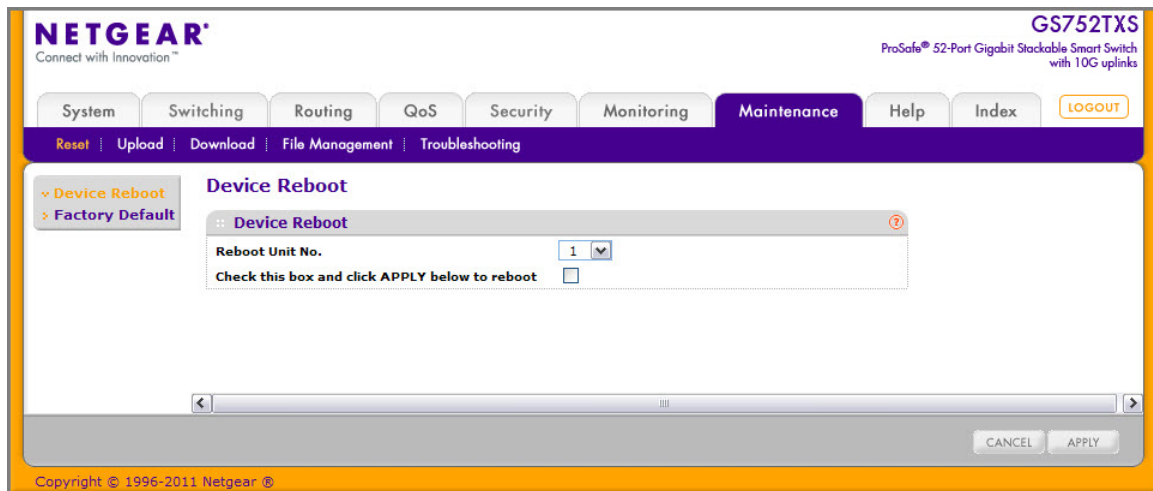 NETGEAR®
Connect with Innovation™
GS752TXS
ProSafe® 52-Port Gigabit Stackable Smart Switch
with 10G uplinks
System Switching Routing QoS Security Monitoring Maintenance Help Index LOGOUT
Reset Upload Download File Management Troubleshooting
Device Reboot
Factory Default
Device Reboot
Device Reboot ?
Reboot Unit No. 1
Check this box and click APPLY below to reboot
CANCEL APPLY
Copyright © 1996-2011 Netgear ®